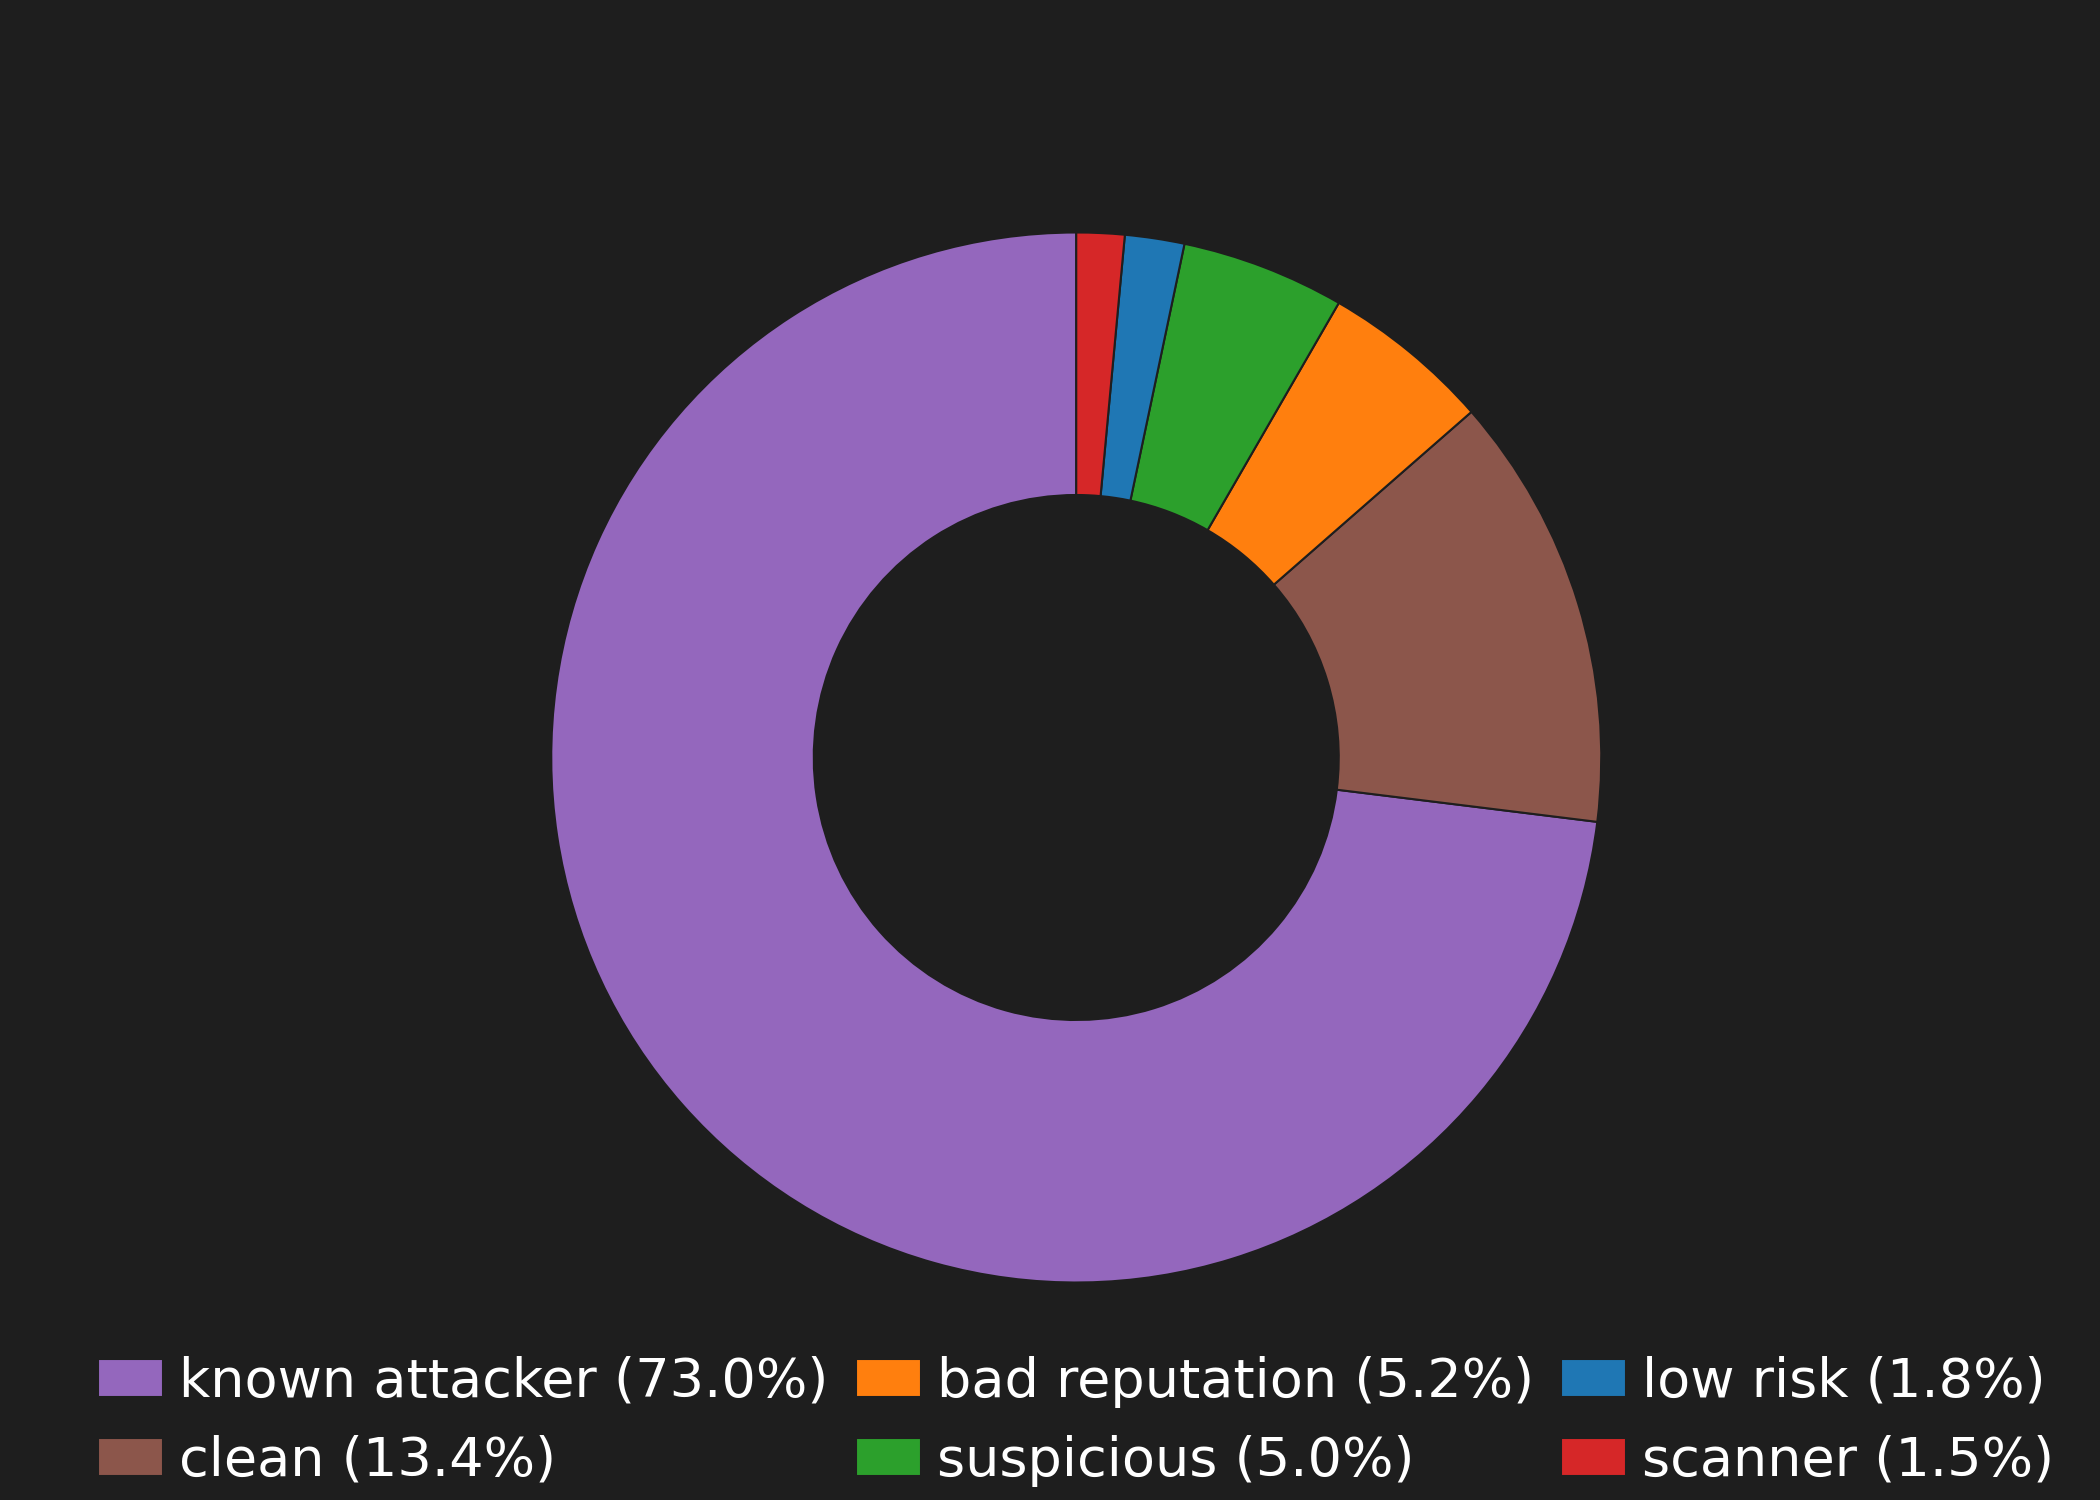 known attacker (73.0%)
clean (13.4%)
bad reputation (5.2%)
suspicious (5.0%)
low risk (1.8%)
scanner (1.5%)